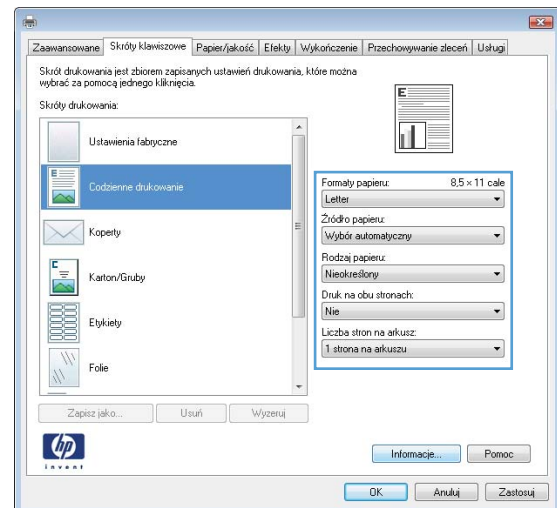 Zaawansowane Skróty klawiszowe Papier/jakość Efekty Wykończenie Przechowywanie zleceń Usługi
Skrót drukowania jest zbiorem zapisanych ustawień drukowania, które można
wybrać za pomocą jednego kliknięcia.
Skróty drukowania:
Ustawienia fabryczne
Codzienne drukowanie
Koperty
Karton/Gruby
Etykiety
Folie
E
Formaty papieru: 8,5 × 11 cale
Letter
Źródło papieru:
Wybór automatyczny
Rodzaj papieru:
Nieokreślony
Druk na obu stronach:
Nie
Liczba stron na arkusz:
1 strona na arkuszu
Zapisz jako... Usuń Wyzeruj
hp
invent
Informacje... Pomoc
OK Anuluj Zastosuj